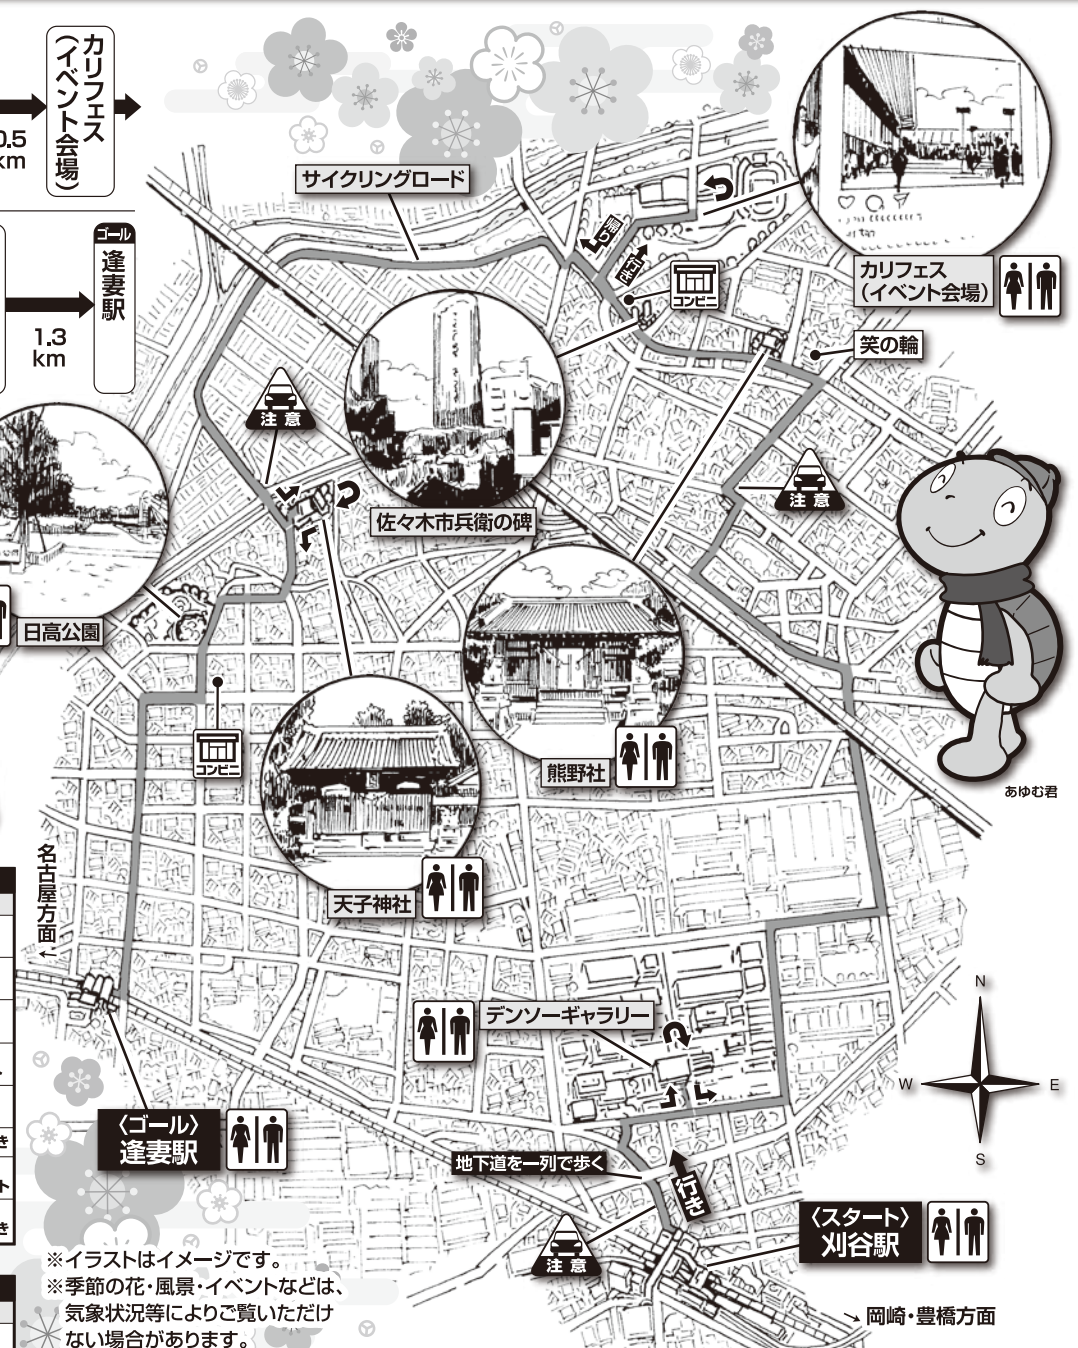 カリフェス
（イベント会場）
0.5
km
ゴール
逢妻駅
1.3
km
サイクリングロード
帰り
行き
コンビニ
カリフェス
（イベント会場）
笑の輪
注意
佐々木市兵衛の碑
注意
日高公園
コンビニ
熊野社
あゆむ君
天子神社
名古屋方面
←
デンソーギャラリー
N
W
E
S
〈ゴール〉
逢妻駅
地下道を一列で歩く
行き
注意
〈スタート〉
刈谷駅
→岡崎・豊橋方面
※イラストはイメージです。
※季節の花・風景・イベントなどは、
気象状況等によりご覧いただけ
ない場合があります。
き
ト
き